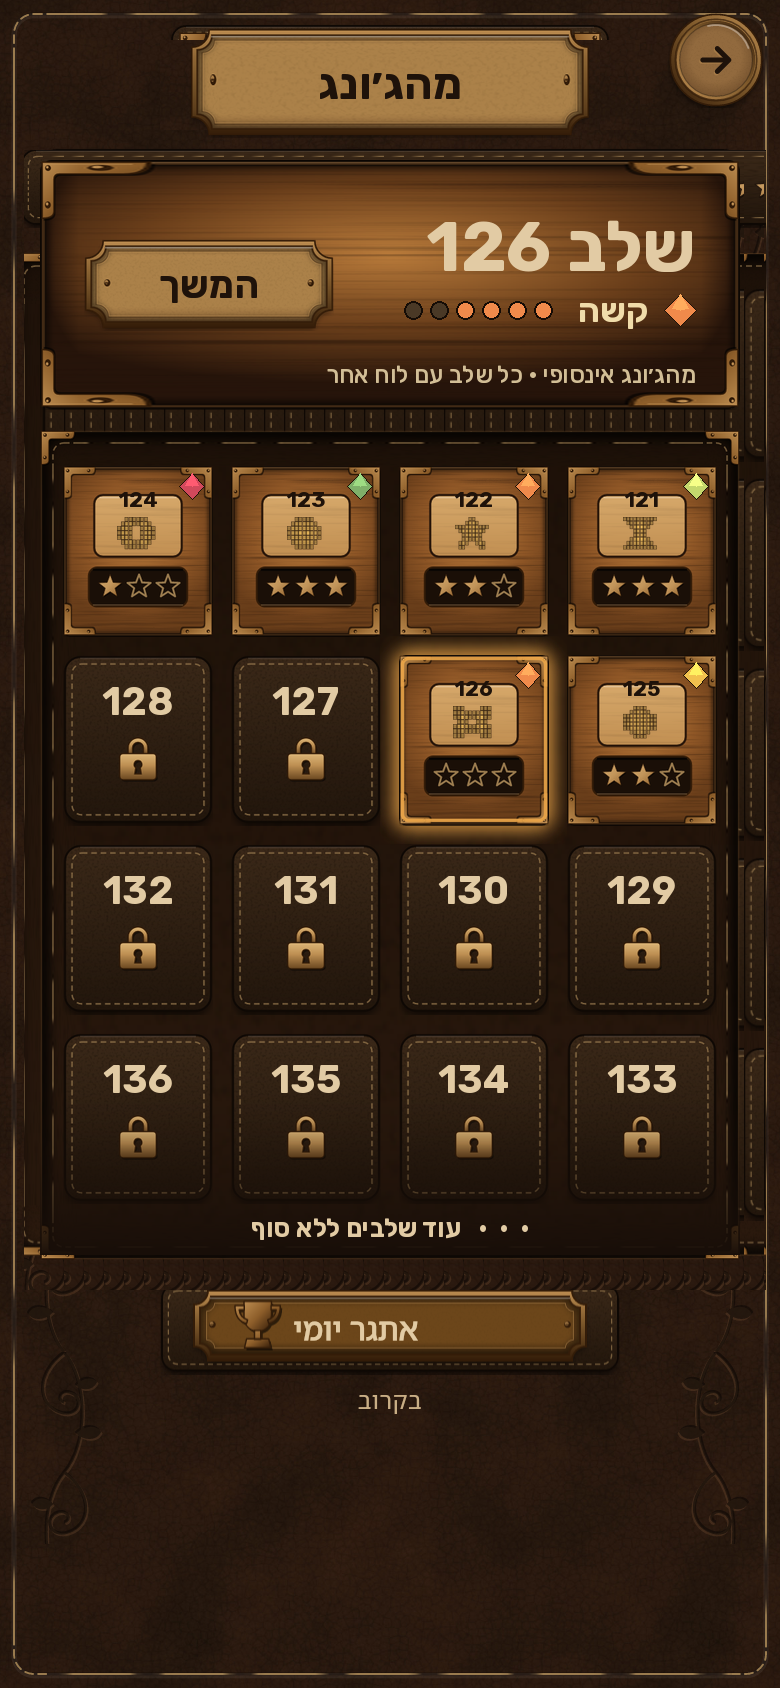 מהג׳ונג
שלב 126
קשה
המשך
מהג׳ונג אינסופי • כל שלב עם לוח אחר
121 122 123 124
125 126 127 128
129 130 131 132
133 134 135 136
• • • עוד שלבים ללא סוף
אתגר יומי
בקרוב